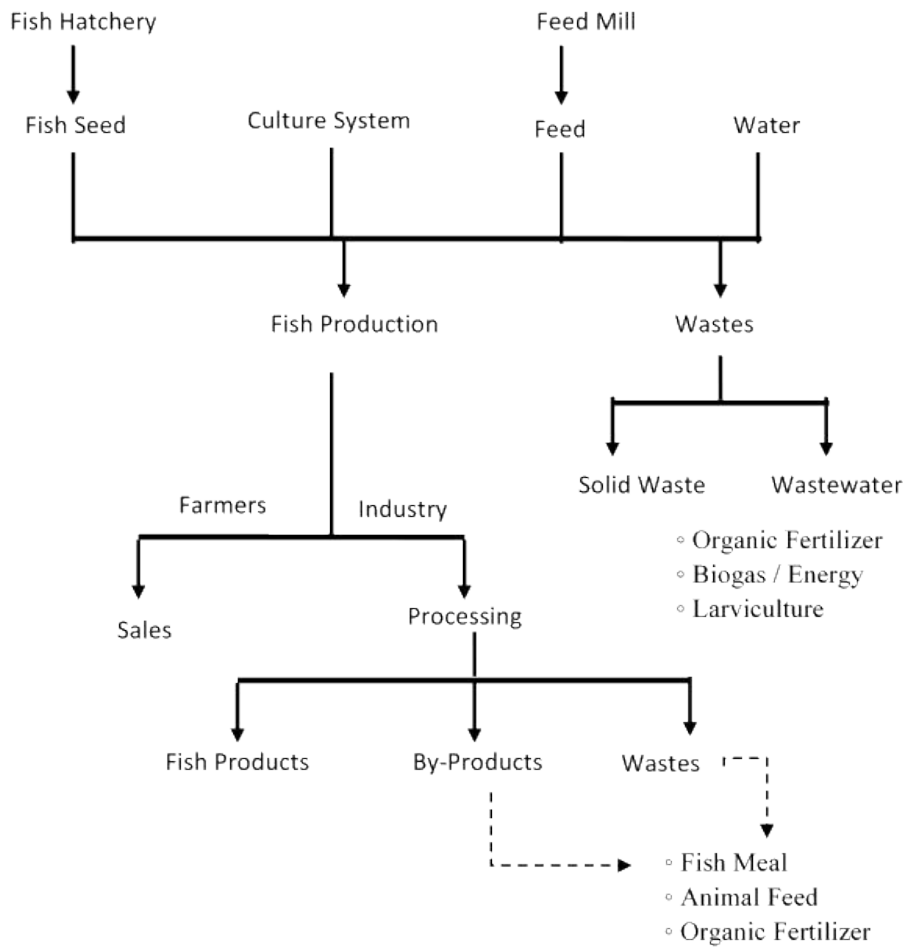 Fish Hatchery
Feed Mill
Fish Seed
Culture System
Feed
Water
Fish Production
Wastes
Solid Waste
Wastewater
Farmers
Industry
◦ Organic Fertilizer
◦ Biogas / Energy
◦ Larviculture
Sales
Processing
Fish Products
By-Products
Wastes
◦ Fish Meal
◦ Animal Feed
◦ Organic Fertilizer